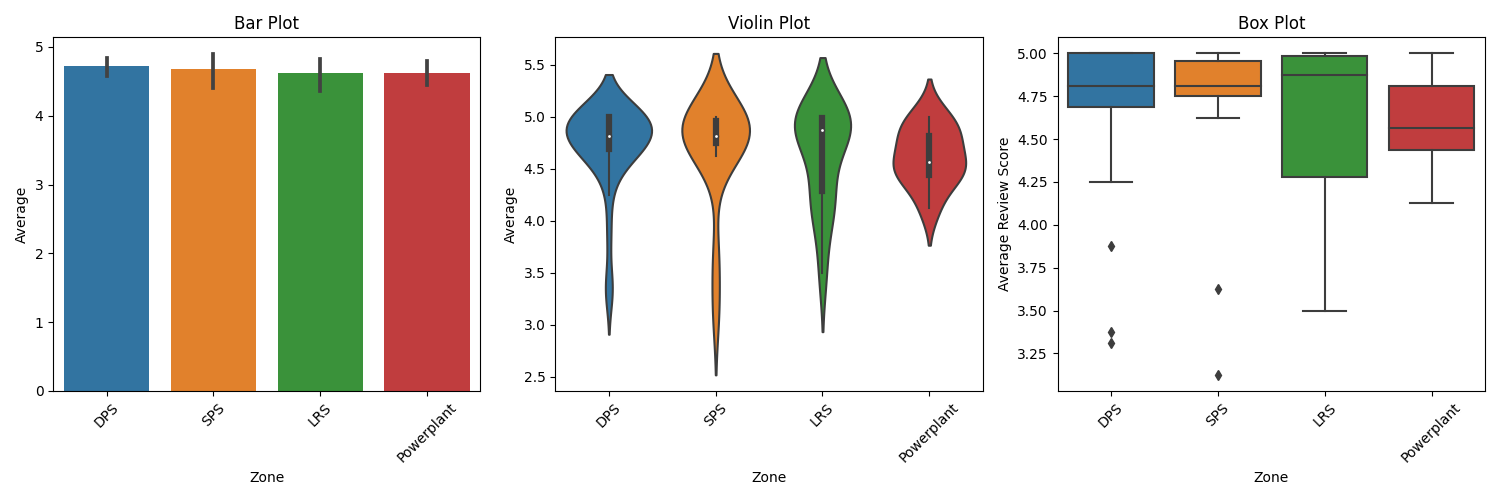 Bar Plot
Average
5
4
3
2
1
0
DPS
SPS
LRS
Powerplant
Zone
Violin Plot
Average
5.5
5.0
4.5
4.0
3.5
3.0
2.5
DPS
SPS
LRS
Powerplant
Zone
Box Plot
Average Review Score
5.00
4.75
4.50
4.25
4.00
3.75
3.50
3.25
DPS
SPS
LRS
Powerplant
Zone